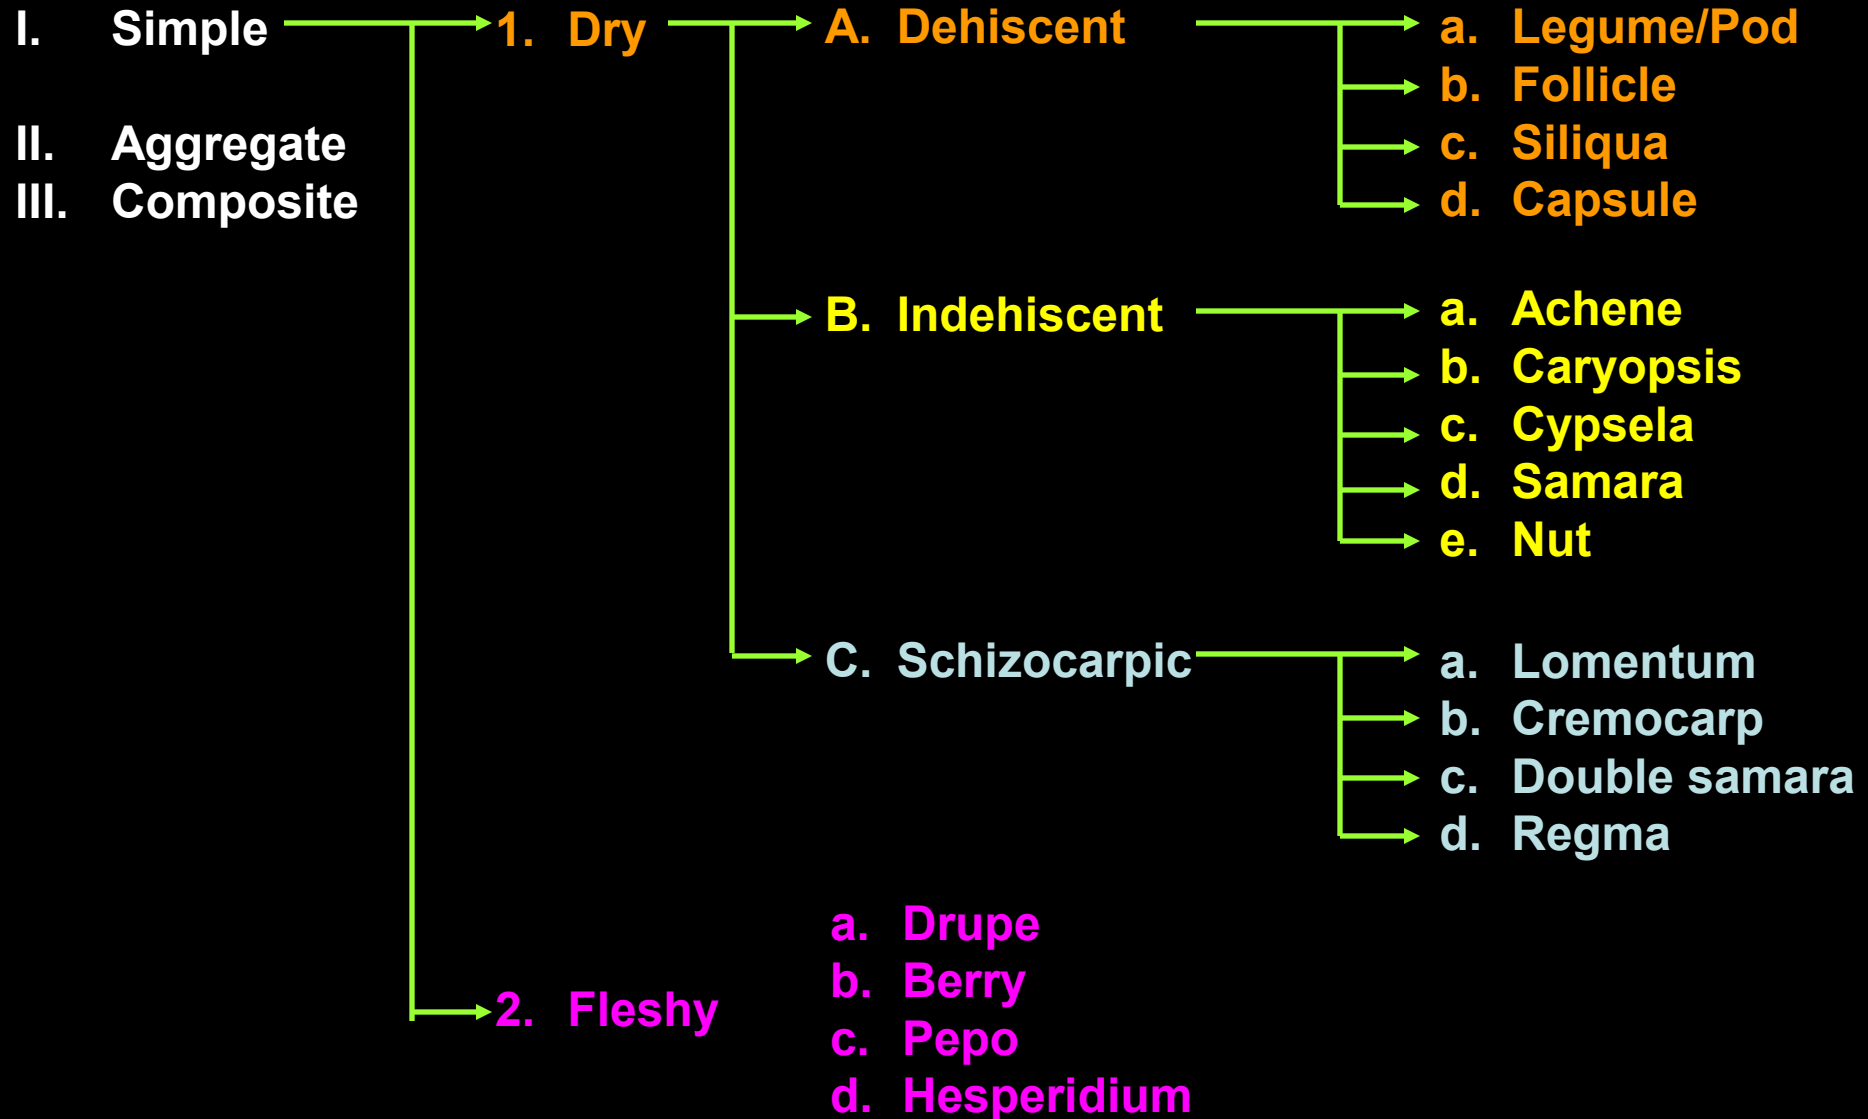 I. Simple
II. Aggregate
III. Composite
1. Dry
A. Dehiscent
a. Legume/Pod
b. Follicle
c. Siliqua
d. Capsule
B. Indehiscent
a. Achene
b. Caryopsis
c. Cypsela
d. Samara
e. Nut
C. Schizocarpic
a. Lomentum
b. Cremocarp
c. Double samara
d. Regma
2. Fleshy
a. Drupe
b. Berry
c. Pepo
d. Hesperidium